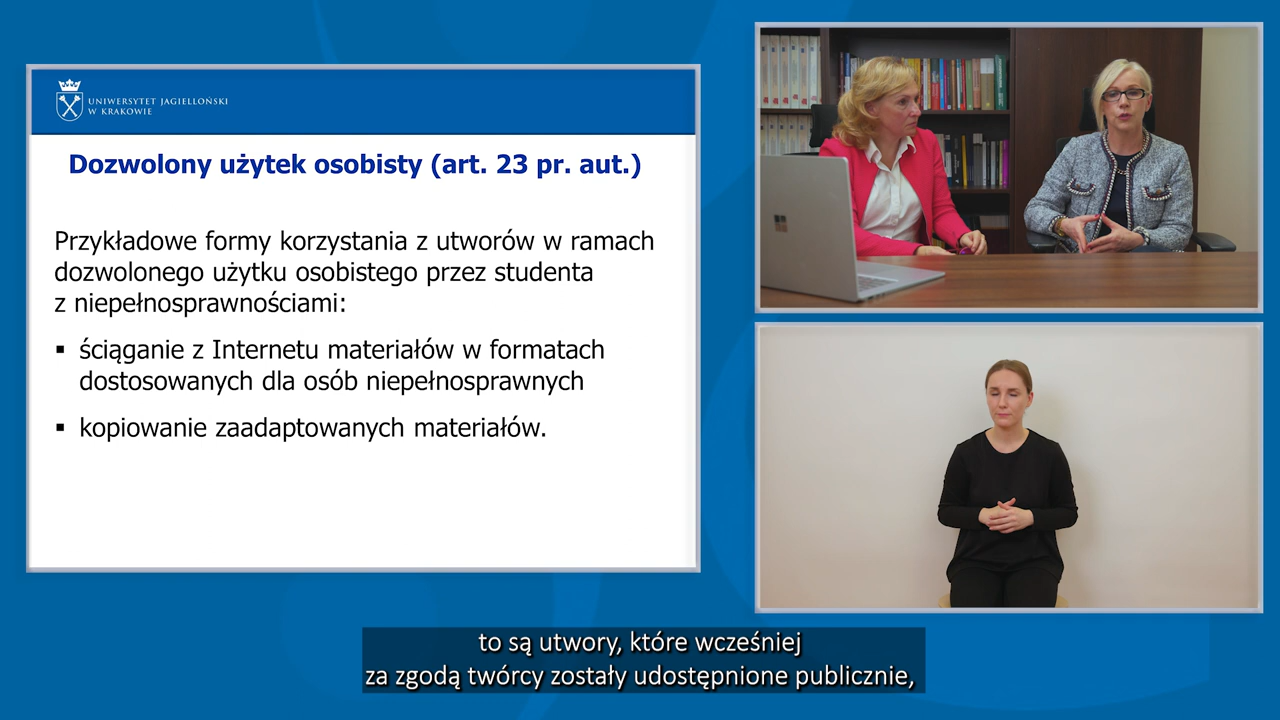 UNIWERSYTET JAGIELLOŃSKI
W KRAKOWIE
Dozwolony użytek osobisty (art. 23 pr. aut.)
Przykładowe formy korzystania z utworów w ramach
dozwolonego użytku osobistego przez studenta
z niepełnosprawnościami:
▪ ściąganie z Internetu materiałów w formatach
dostosowanych dla osób niepełnosprawnych
▪ kopiowanie zaadaptowanych materiałów.
to są utwory, które wcześniej
za zgodą twórcy zostały udostępnione publicznie,